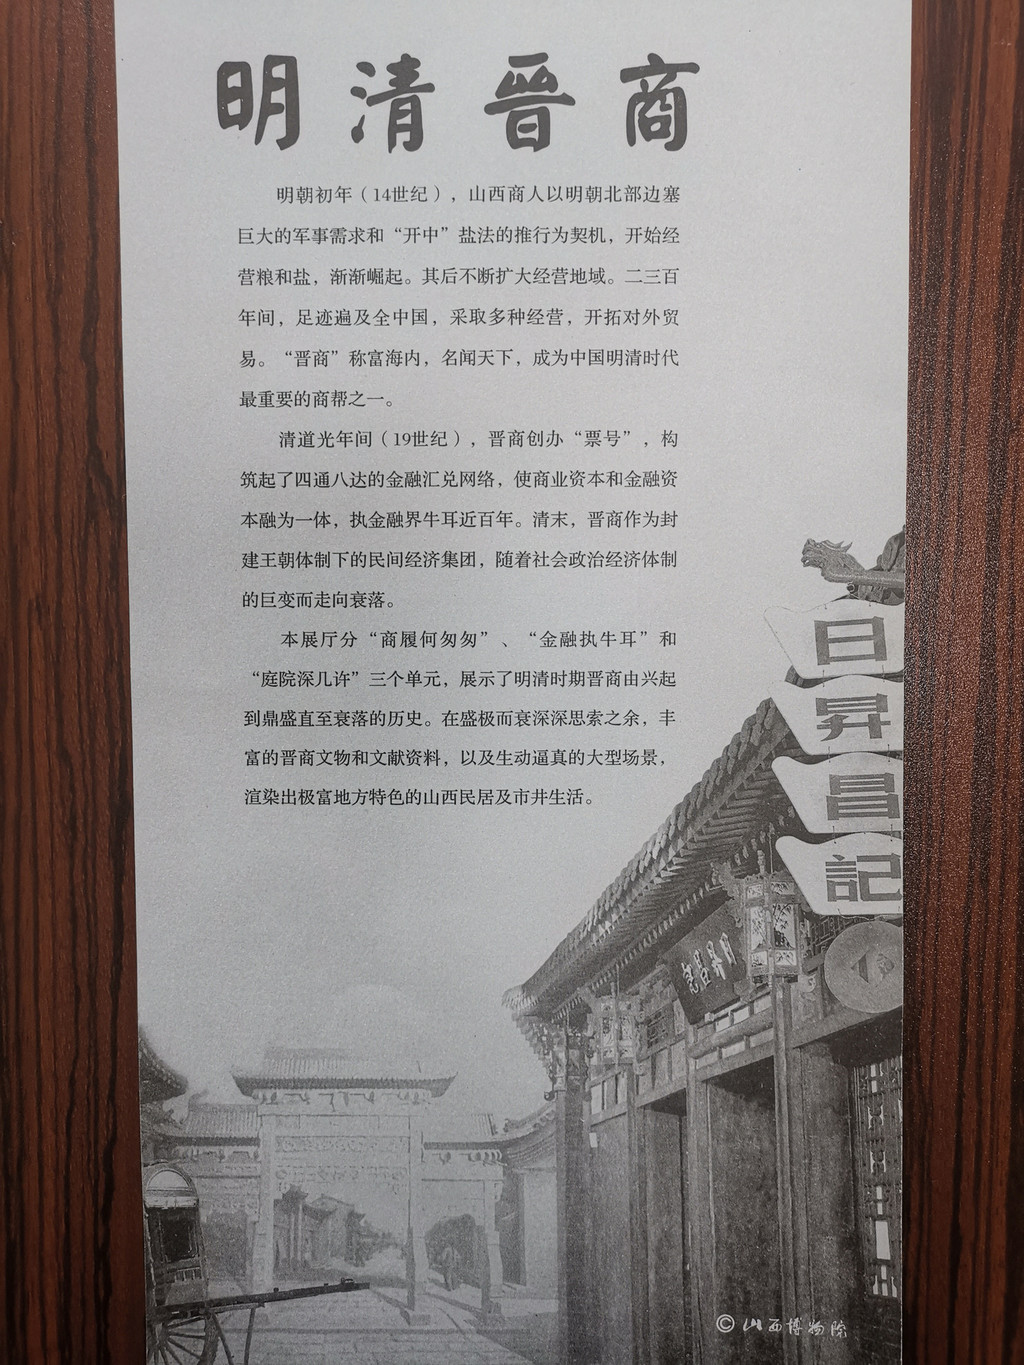 明清晋商
明朝初年（14世纪），山西商人以明朝北部边塞
巨大的军事需求和“开中”盐法的推行为契机，开始经
营粮和盐，渐渐崛起。其后不断扩大经营地域。二三百
年间，足迹遍及全中国，采取多种经营，开拓对外贸
易。“晋商”称富海内，名闻天下，成为中国明清时代
最重要的商帮之一。
清道光年间（19世纪），晋商创办“票号”，构
筑起了四通八达的金融汇兑网络，使商业资本和金融资
本融为一体，执金融界牛耳近百年。清末，晋商作为封
建王朝体制下的民间经济集团，随着社会政治经济体制
的巨变而走向衰落。
本展厅分“商履何匆匆”、“金融执牛耳”和
“庭院深几许”三个单元，展示了明清时期晋商由兴起
到鼎盛直至衰落的历史。在盛极而衰深深思索之余，丰
富的晋商文物和文献资料，以及生动逼真的大型场景，
渲染出极富地方特色的山西民居及市井生活。
日
昇
昌
記
日昇昌記
©山西博物院